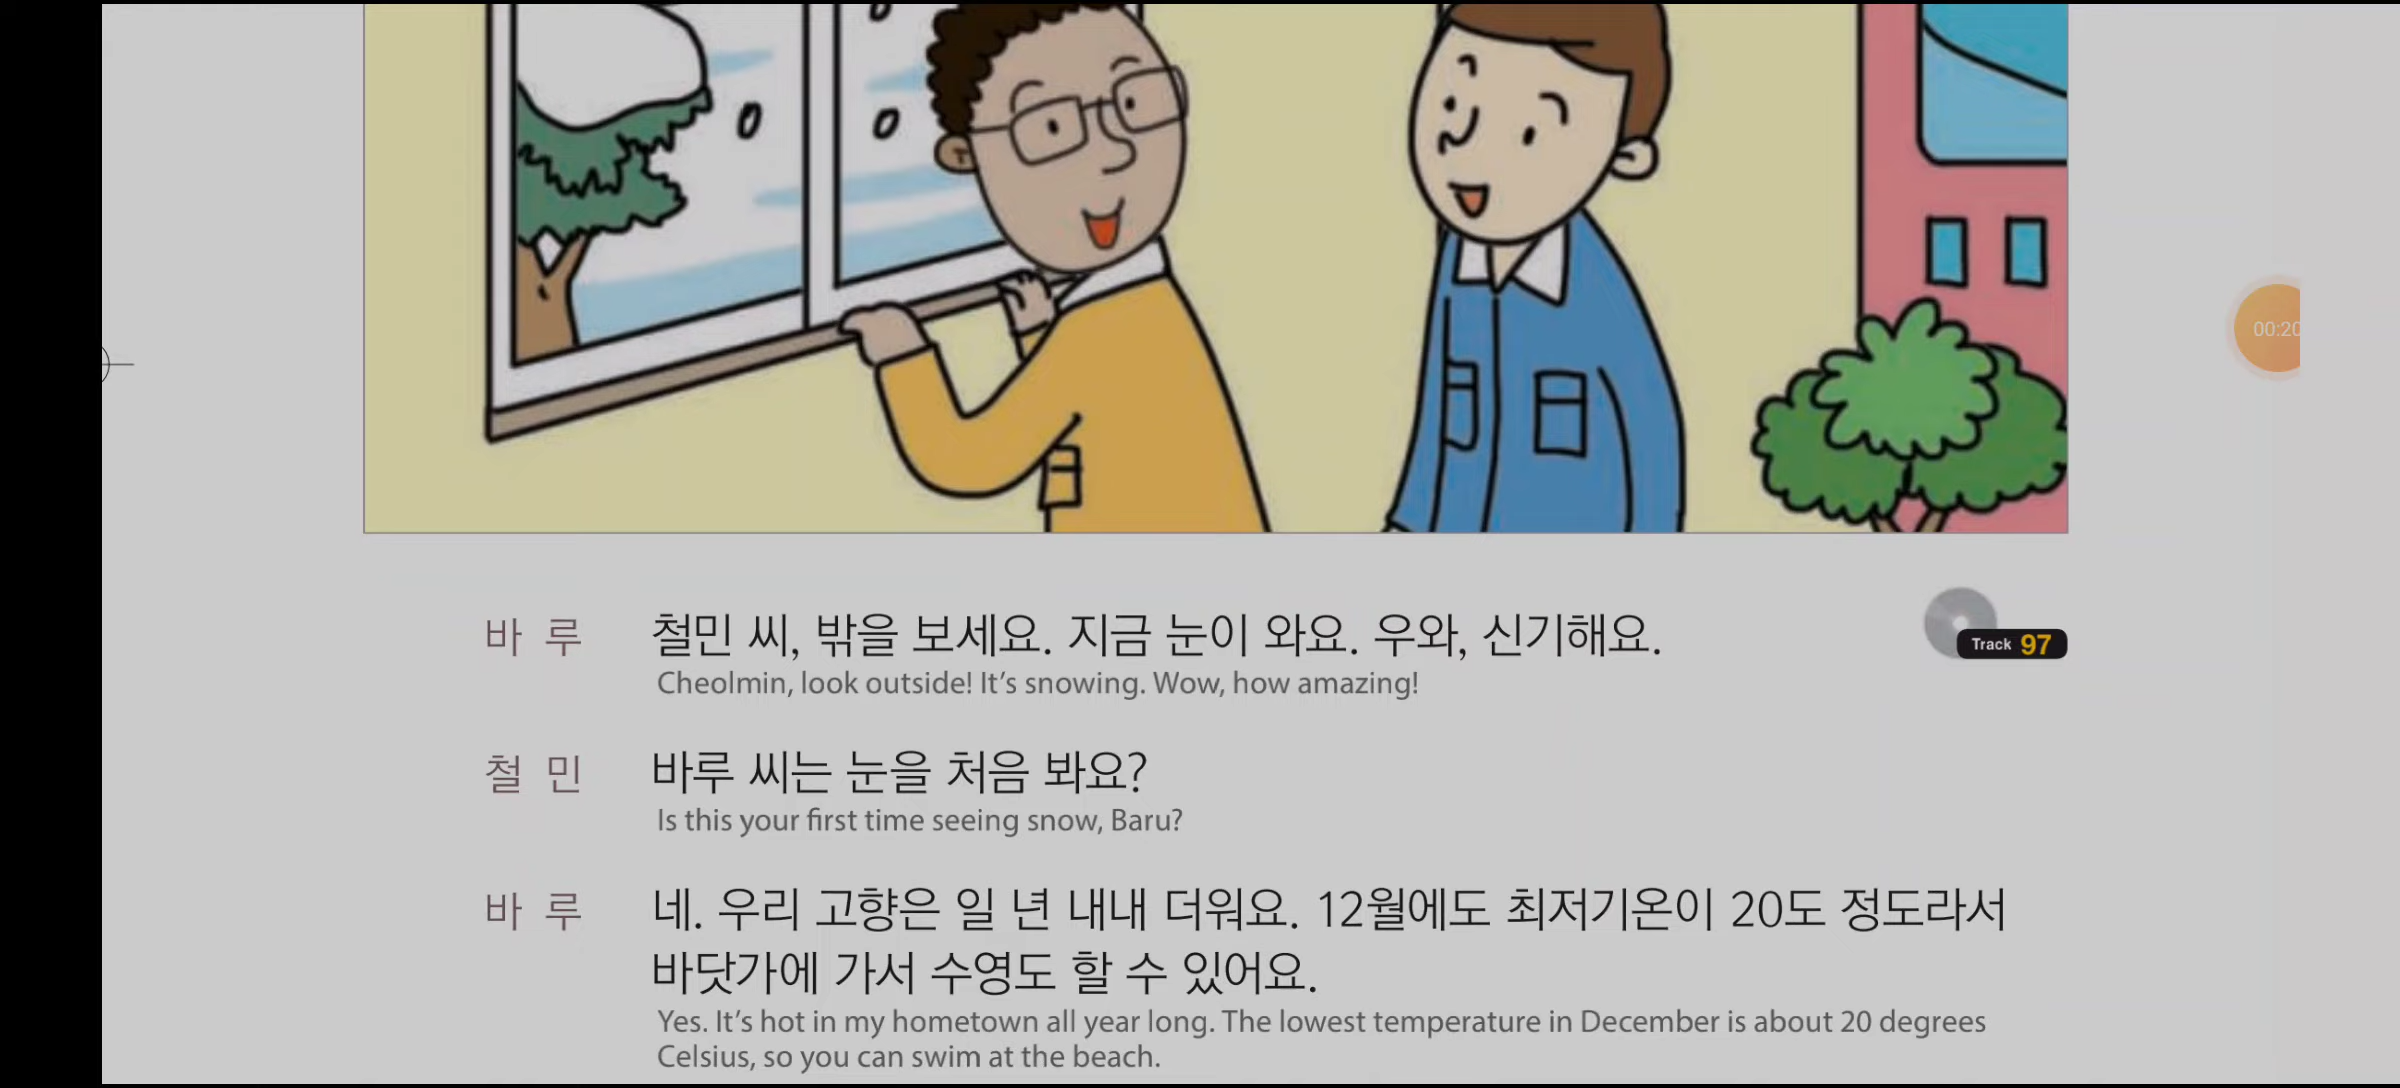 00:20
바 루 철민 씨, 밖을 보세요. 지금 눈이 와요. 우와, 신기해요.
Track 97
Cheolmin, look outside! It's snowing. Wow, how amazing!
철 민 바루 씨는 눈을 처음 봐요?
Is this your first time seeing snow, Baru?
바 루 네. 우리 고향은 일 년 내내 더워요. 12월에도 최저기온이 20도 정도라서
바닷가에 가서 수영도 할 수 있어요.
Yes. It's hot in my hometown all year long. The lowest temperature in December is about 20 degrees
Celsius, so you can swim at the beach.